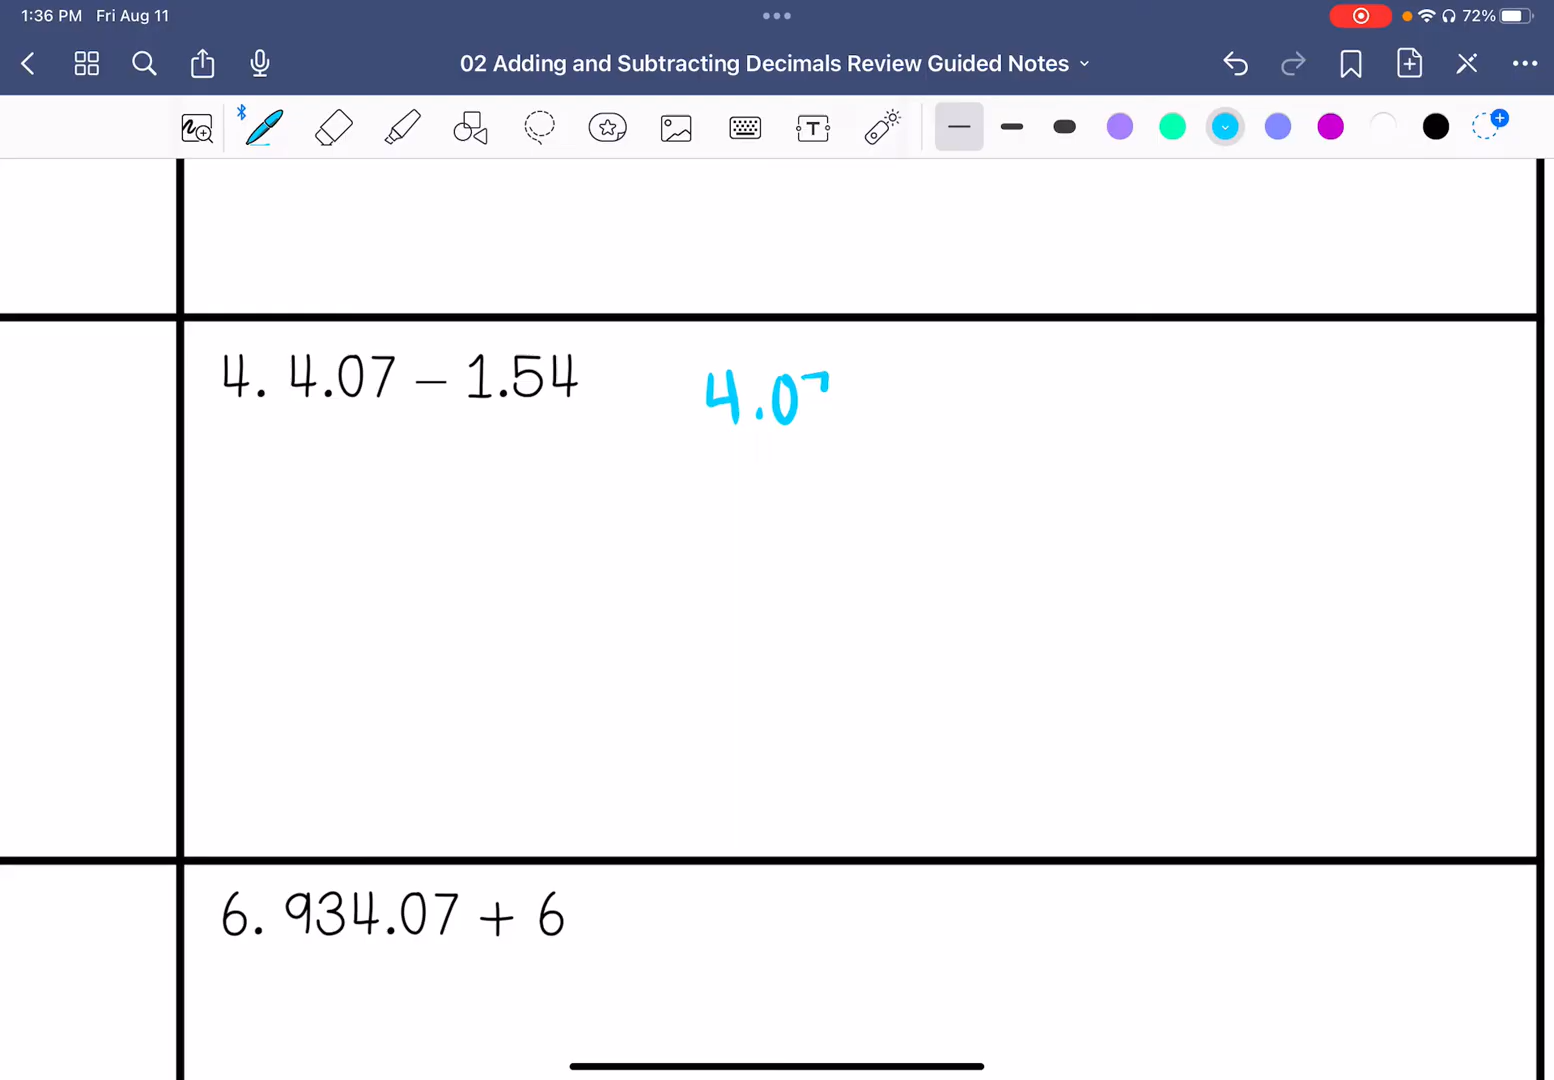 1:36 PM Fri Aug 11
72%
02 Adding and Subtracting Decimals Review Guided Notes
T
4. 4.07 – 1.54
4.07
6. 934.07 + 6